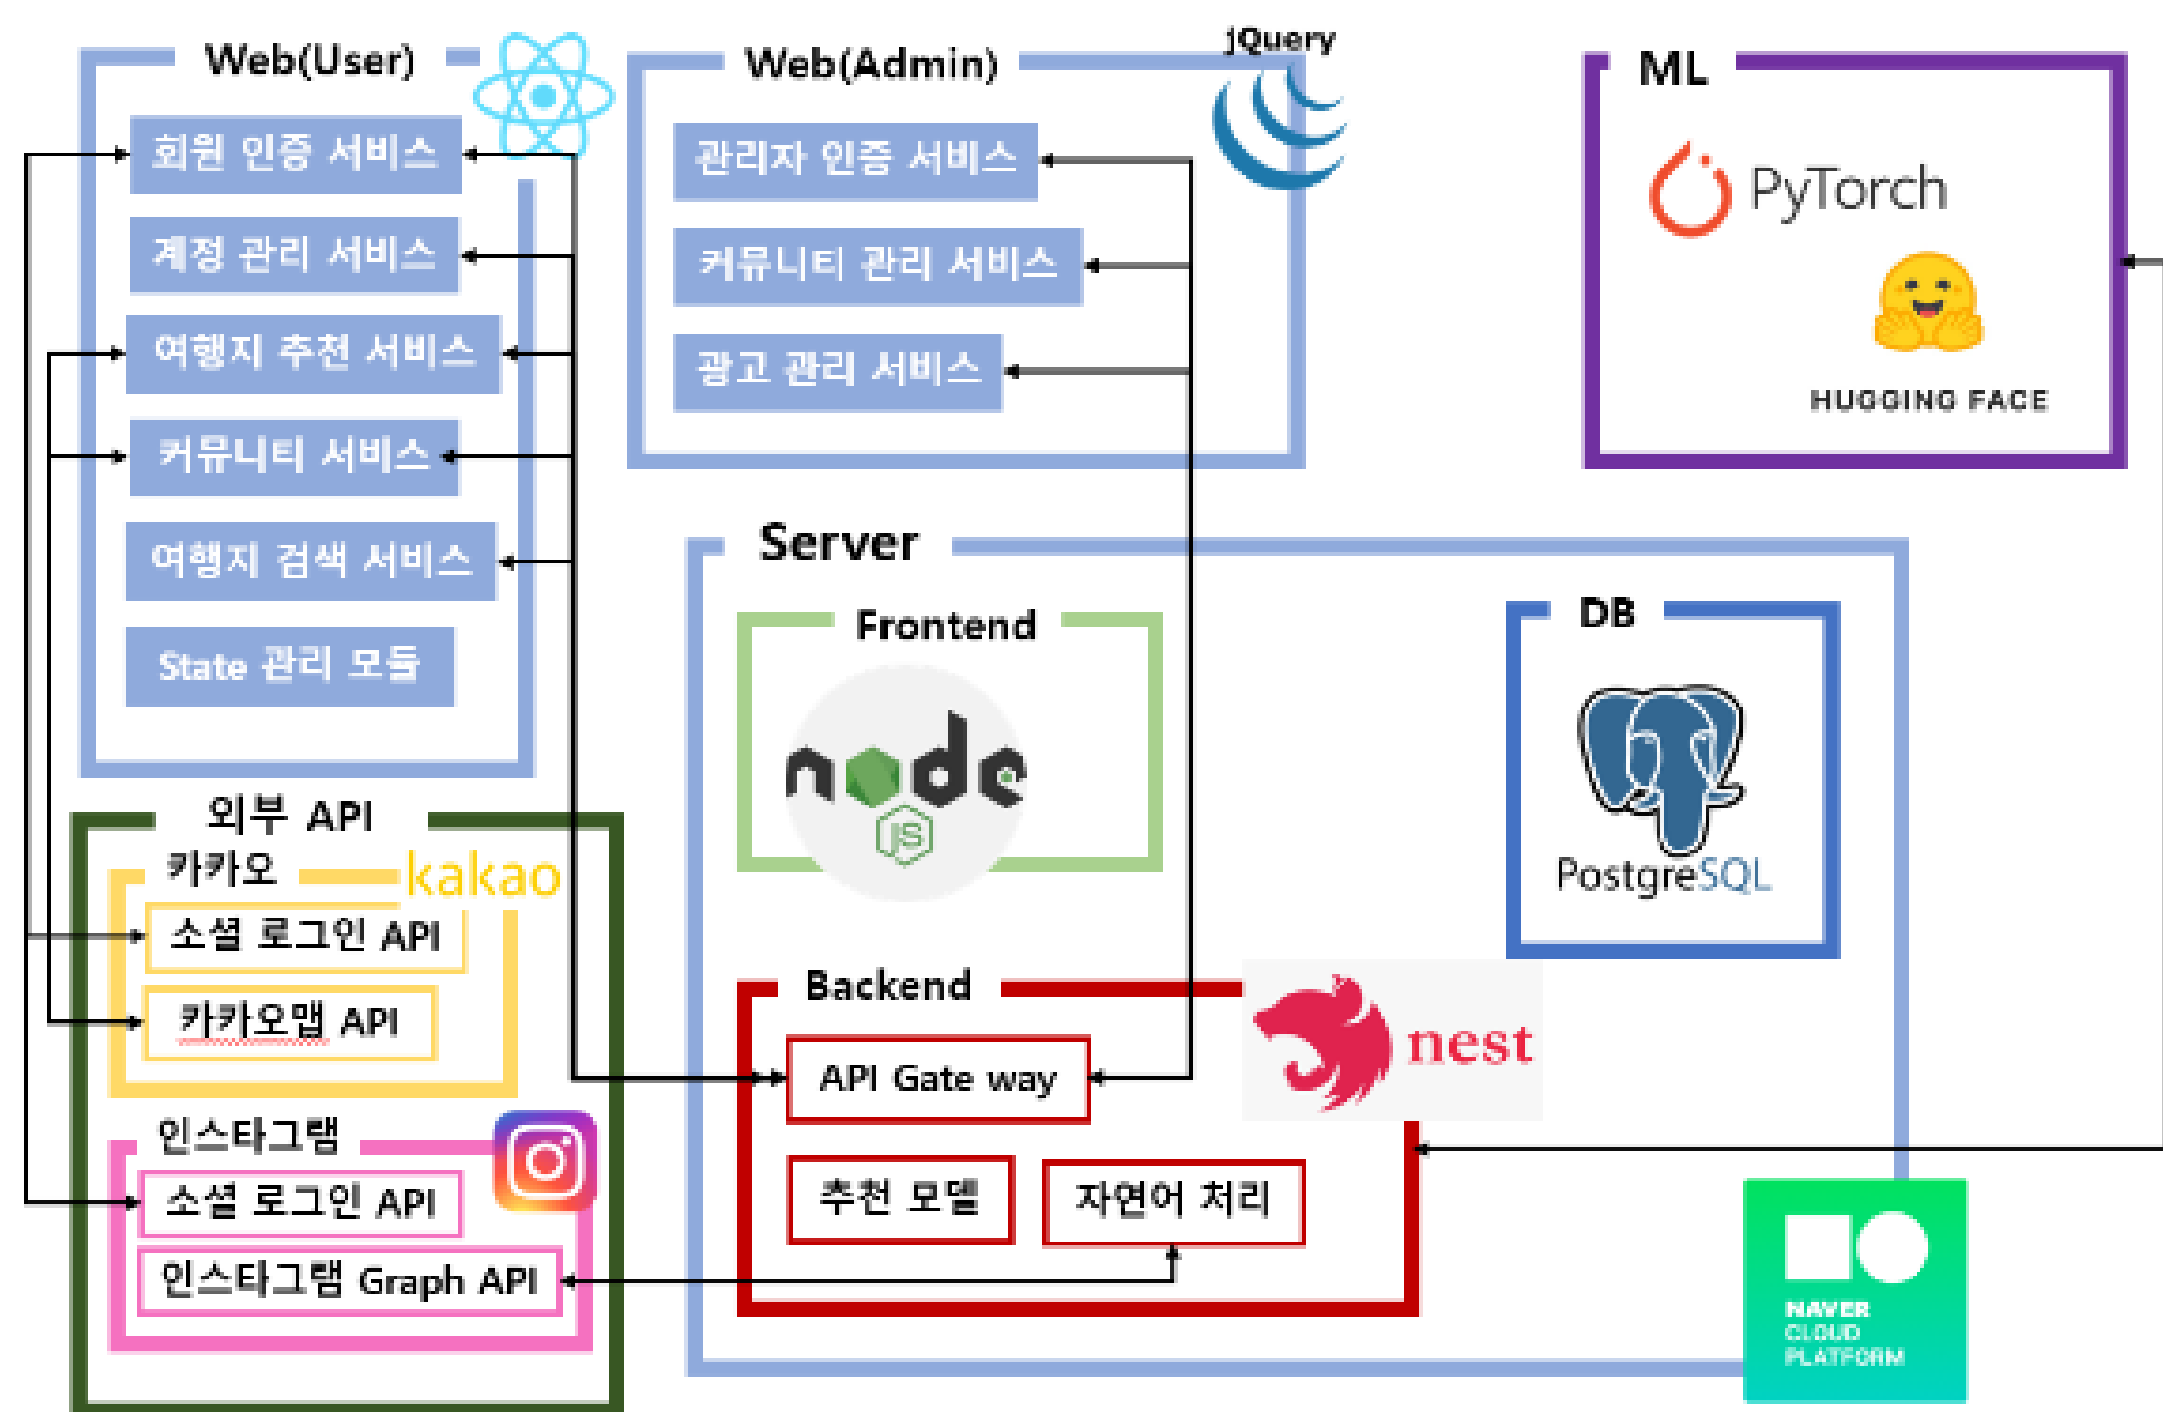 Web(User)
회원 인증 서비스
계정 관리 서비스
여행지 추천 서비스
커뮤니티 서비스
여행지 검색 서비스
State 관리 모듈
Web(Admin)
jQuery
관리자 인증 서비스
커뮤니티 관리 서비스
광고 관리 서비스
ML
PyTorch
HUGGING FACE
외부 API
카카오
kakao
소셜 로그인 API
카카오맵 API
인스타그램
소셜 로그인 API
인스타그램 Graph API
Server
Frontend
node
JS
DB
PostgreSQL
Backend
nest
API Gate way
추천 모델
자연어 처리
NAVER
CLOUD
PLATFORM